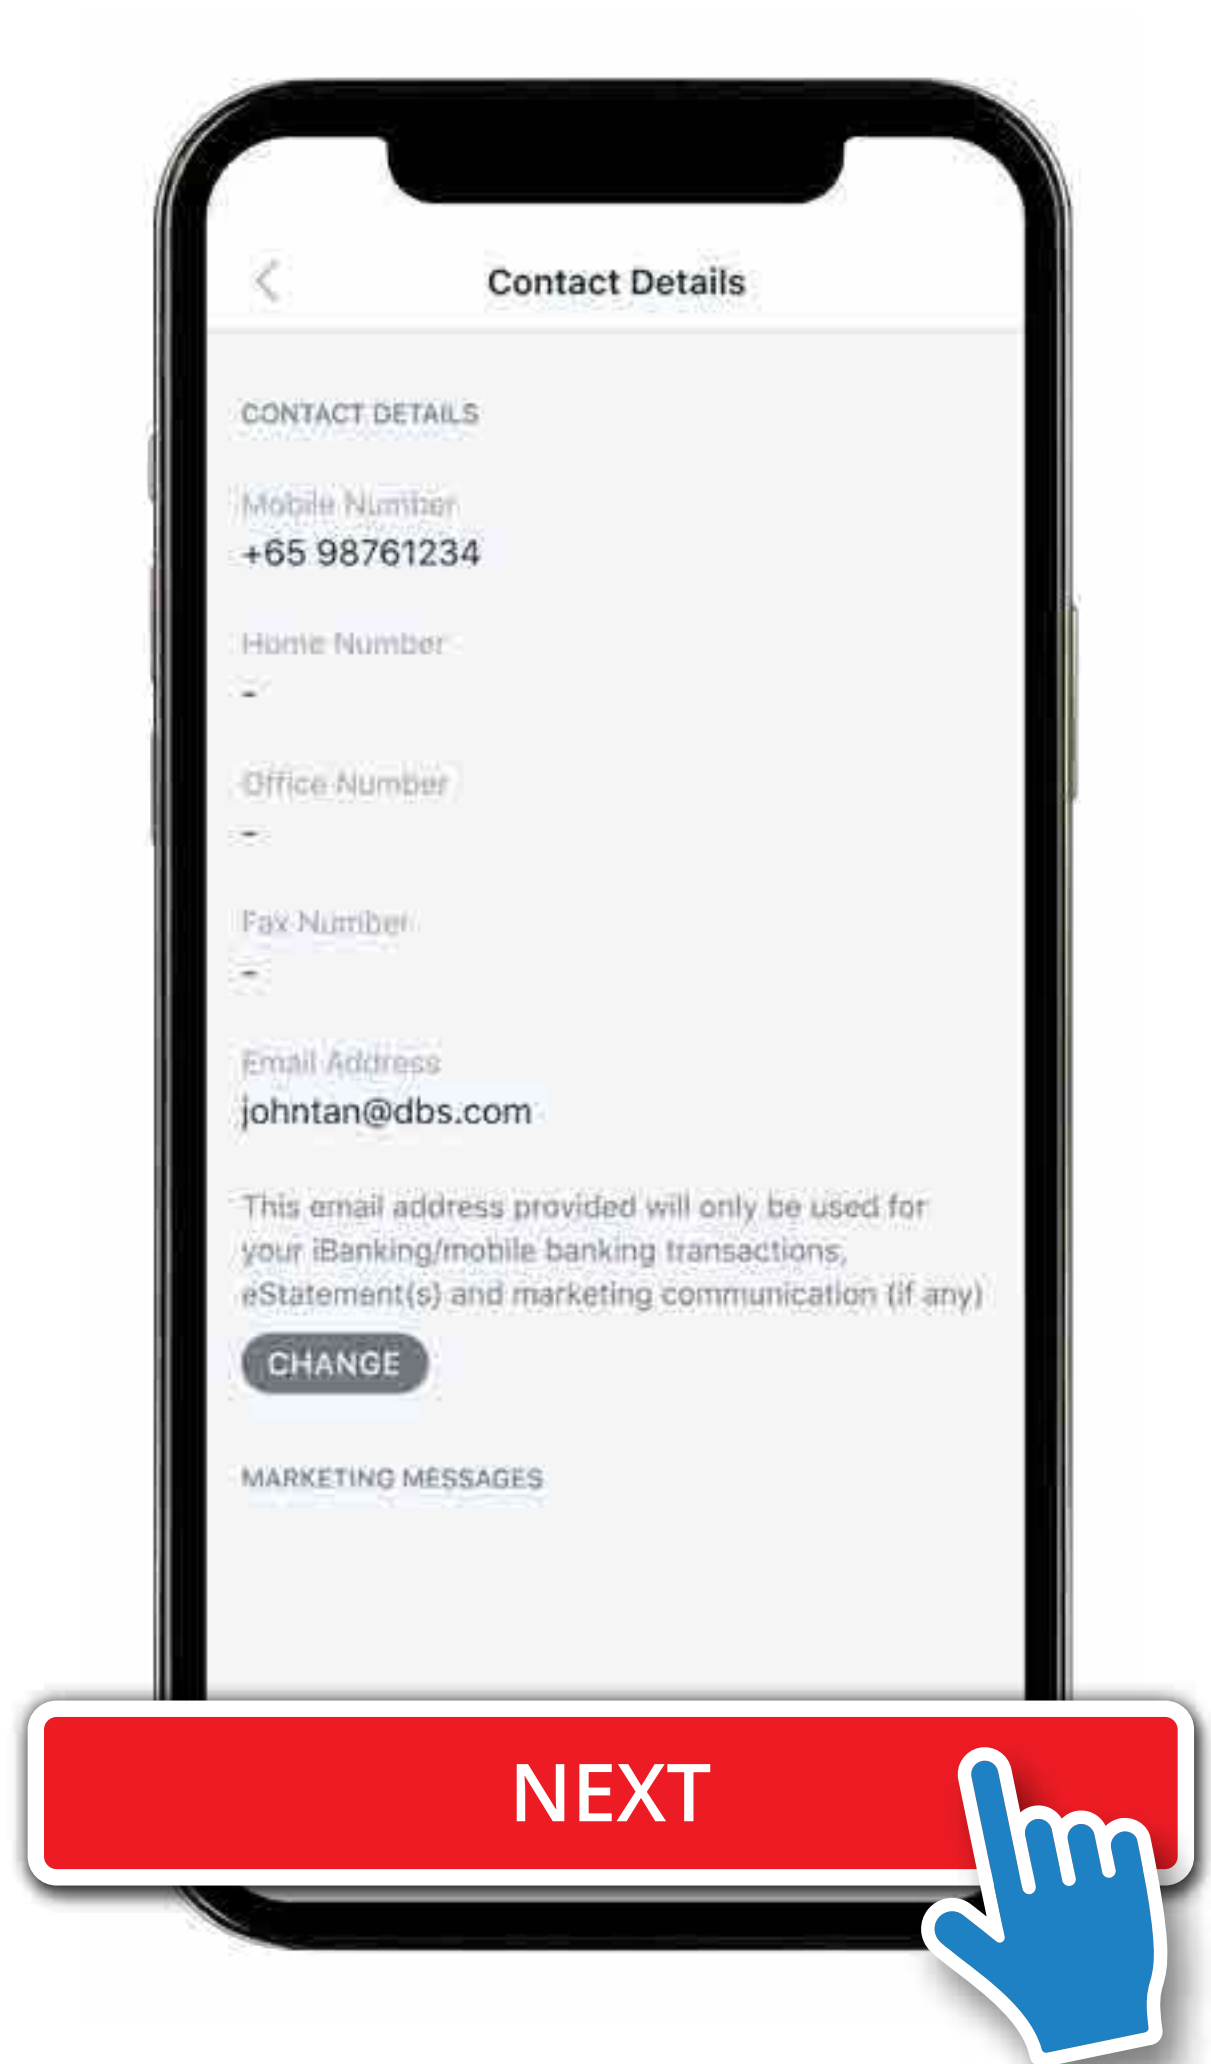 Contact Details
CONTACT DETAILS
Mobile Number
+65 98761234
Home Number
-
Office Number
-
Fax Number
-
Email Address
johntan@dbs.com
This email address provided will only be used for
your iBanking/mobile banking transactions,
eStatement(s) and marketing communication (if any)
CHANGE
MARKETING MESSAGES
NEXT